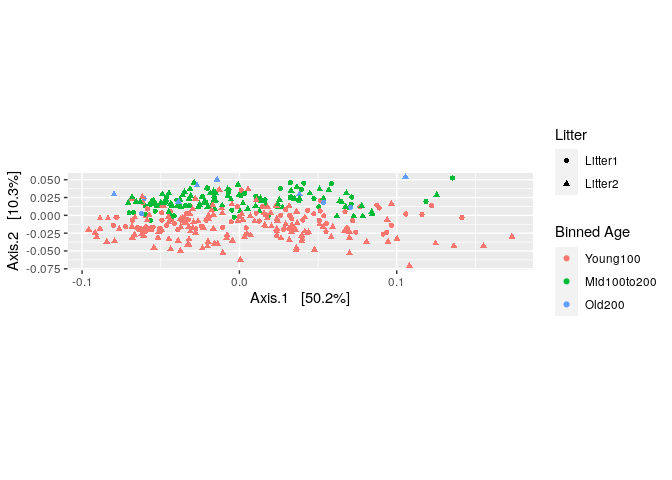 Axis.2   [10.3%]
0.050
0.025
0.000
-0.025
-0.050
-0.075
-0.1
0.0
0.1
Axis.1   [50.2%]
Litter
Litter1
Litter2
Binned Age
Young100
Mid100to200
Old200